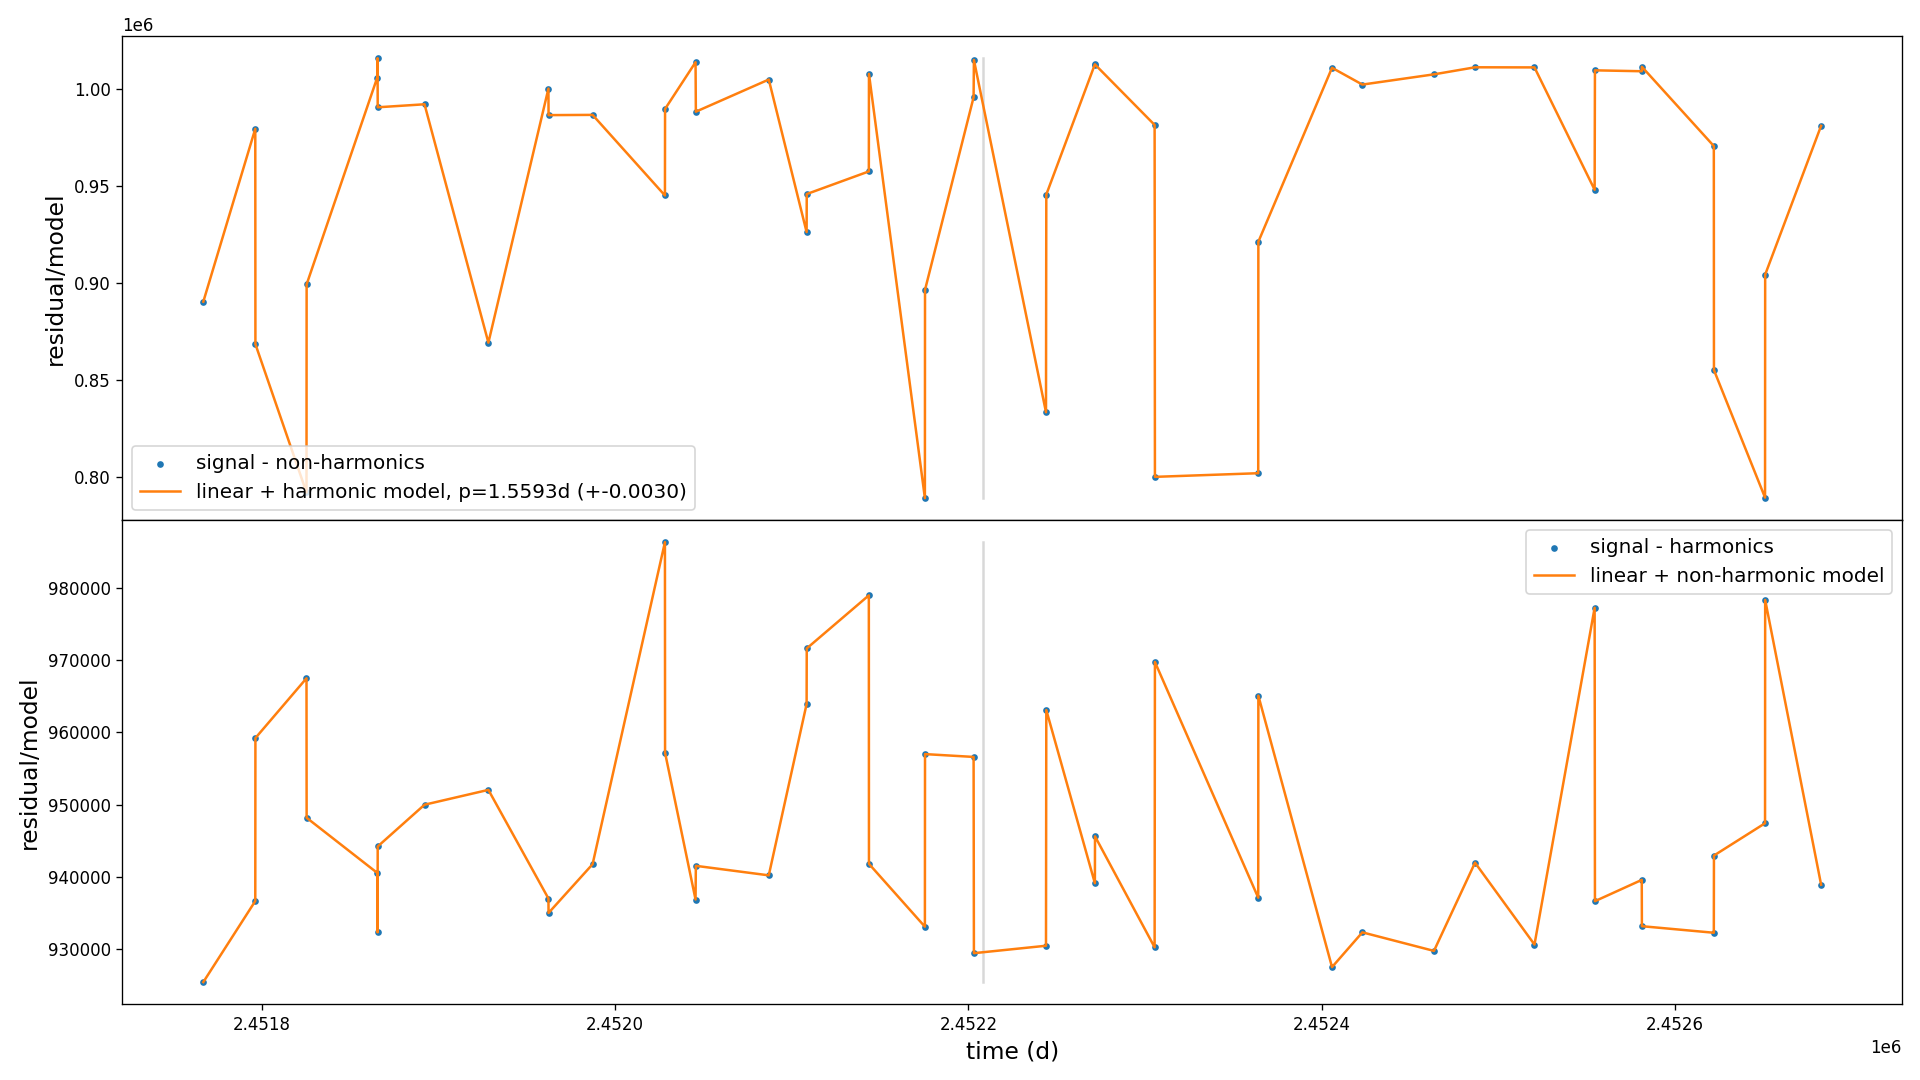 1e6
1.00
0.95
0.90
0.85
0.80
residual/model
signal - non-harmonics
linear + harmonic model, p=1.5593d (+-0.0030)
signal - harmonics
linear + non-harmonic model
980000
970000
960000
950000
940000
930000
residual/model
2.4518
2.4520
2.4522
2.4524
2.4526
time (d)
1e6